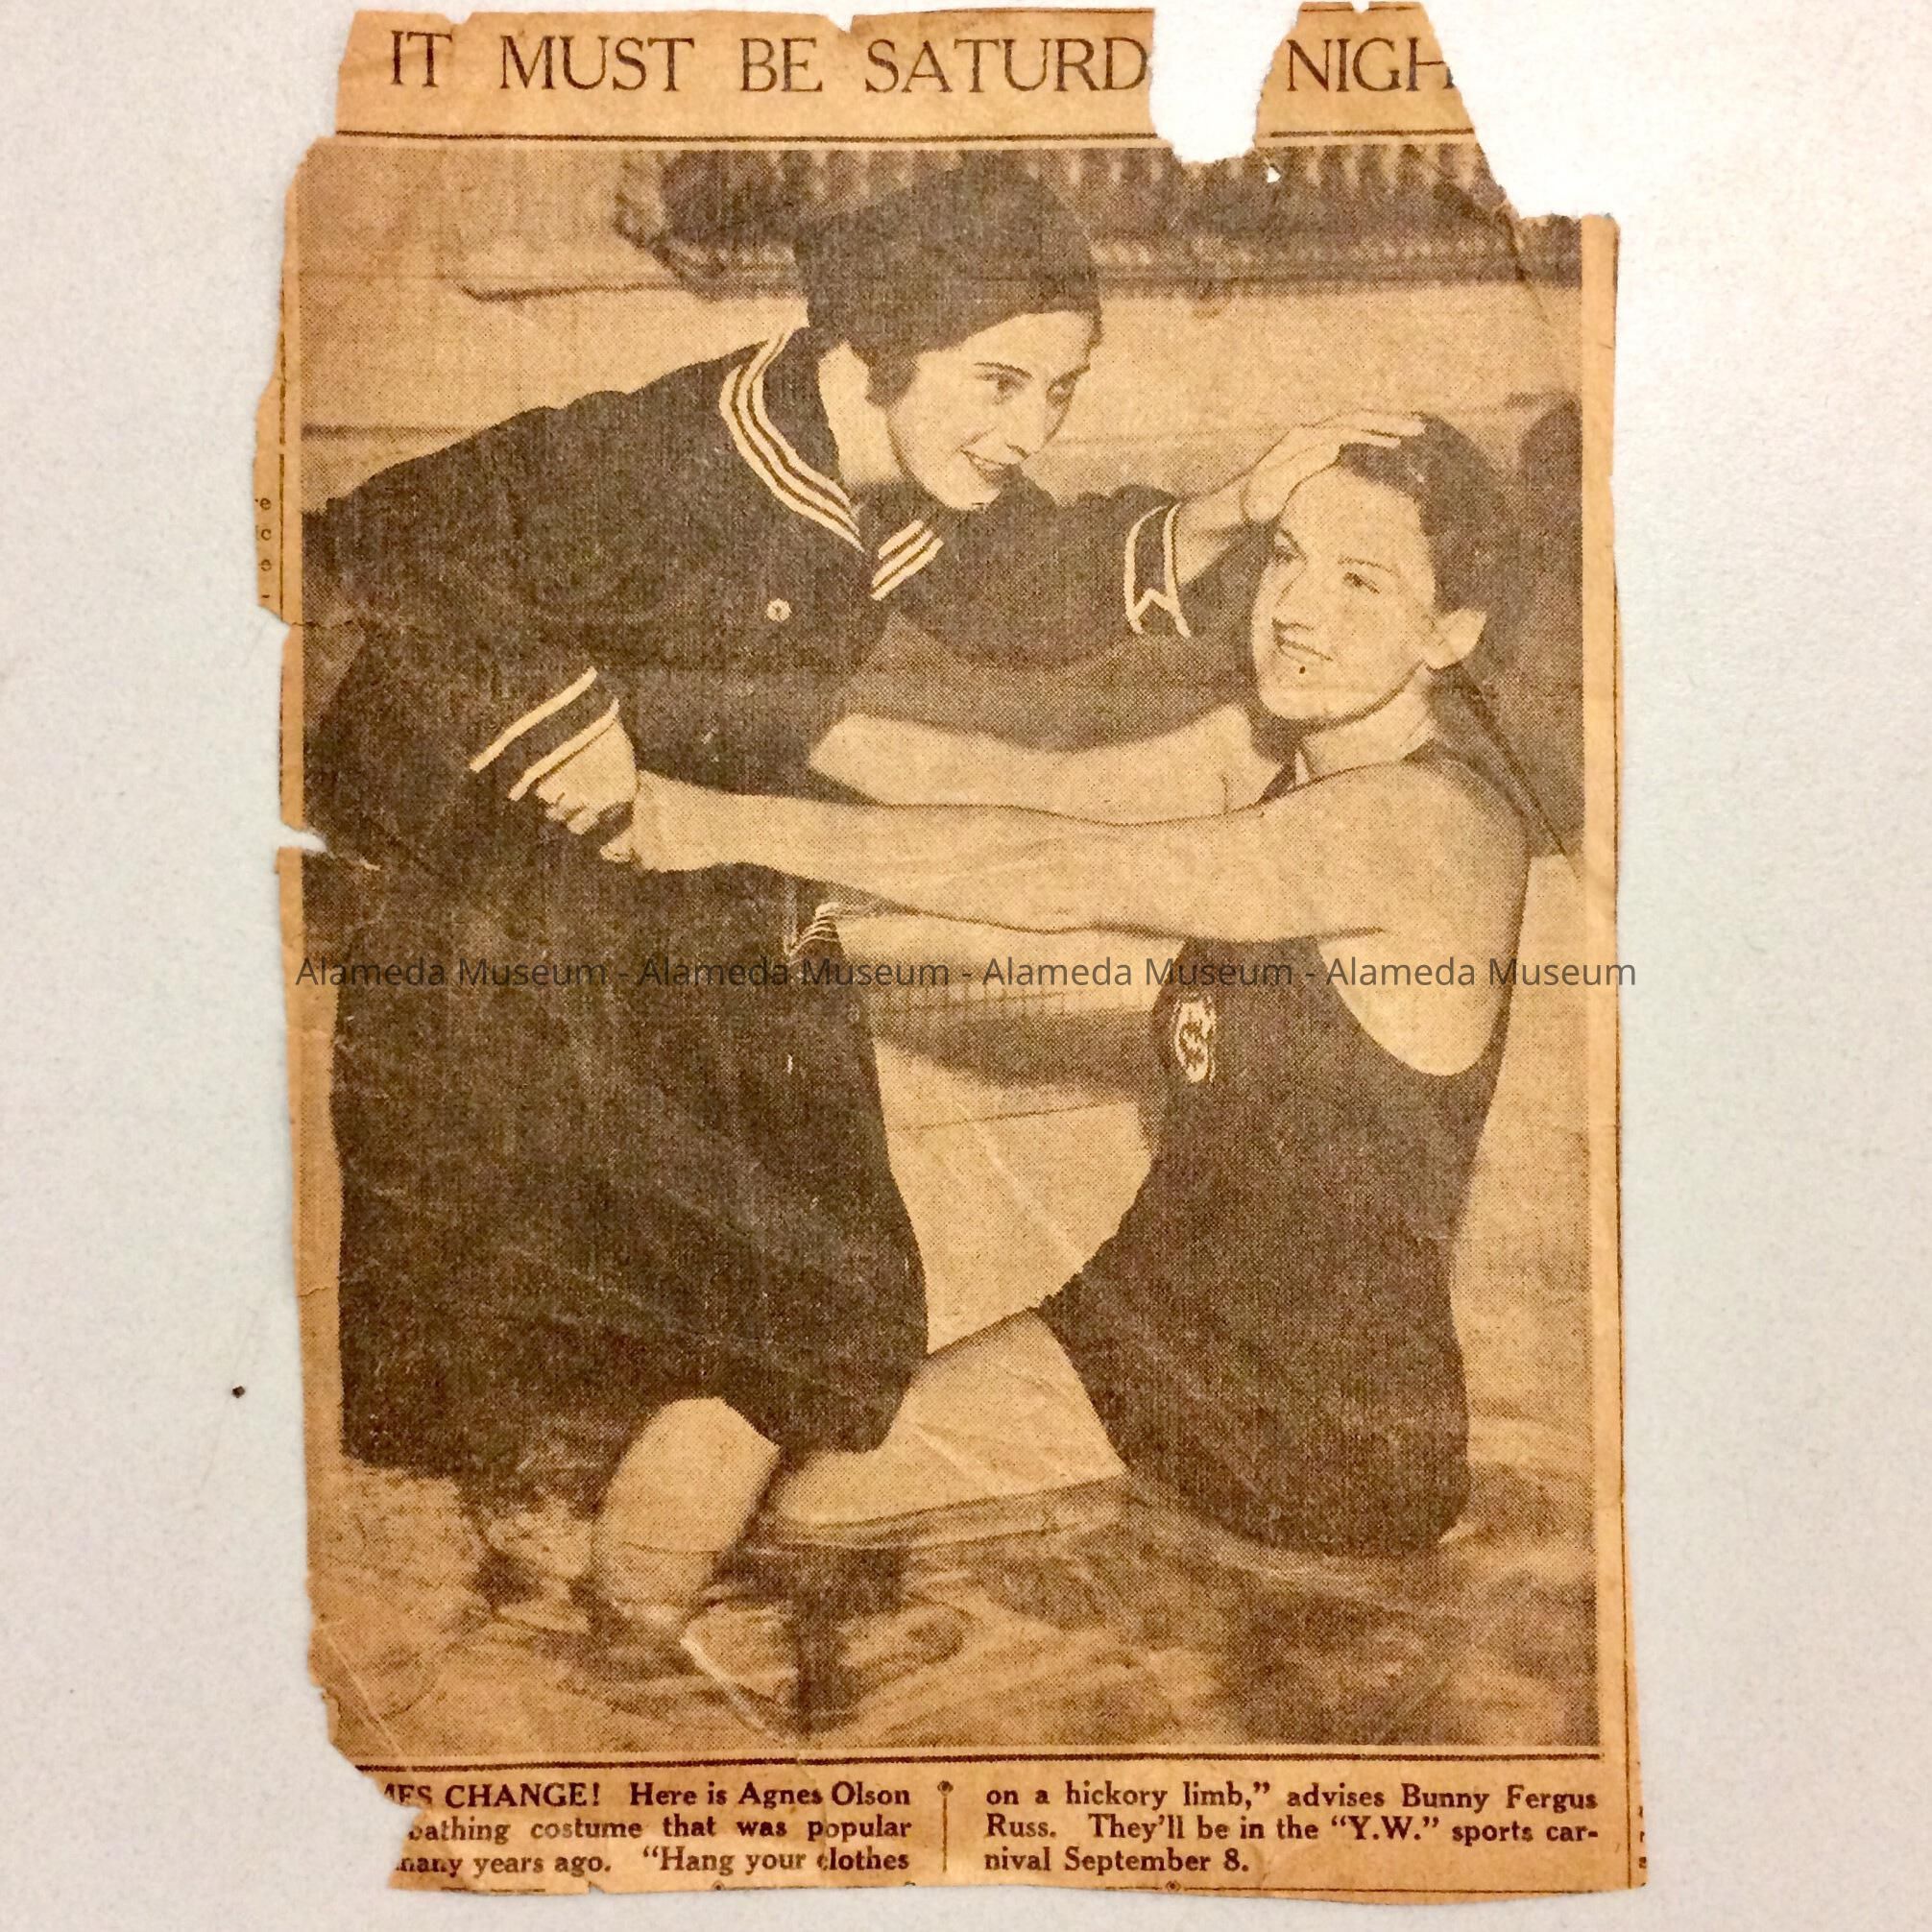 IT MUST BE SATURD NIGH
Alameda Museum - Alameda Museum - Alameda Museum - Alameda Museum
MES CHANGE! Here is Agnes Olson
bathing costume that was popular
many years ago. "Hang your clothes
on a hickory limb," advises Bunny Fergus
Russ. They'll be in the "Y.W." sports car-
nival September 8.